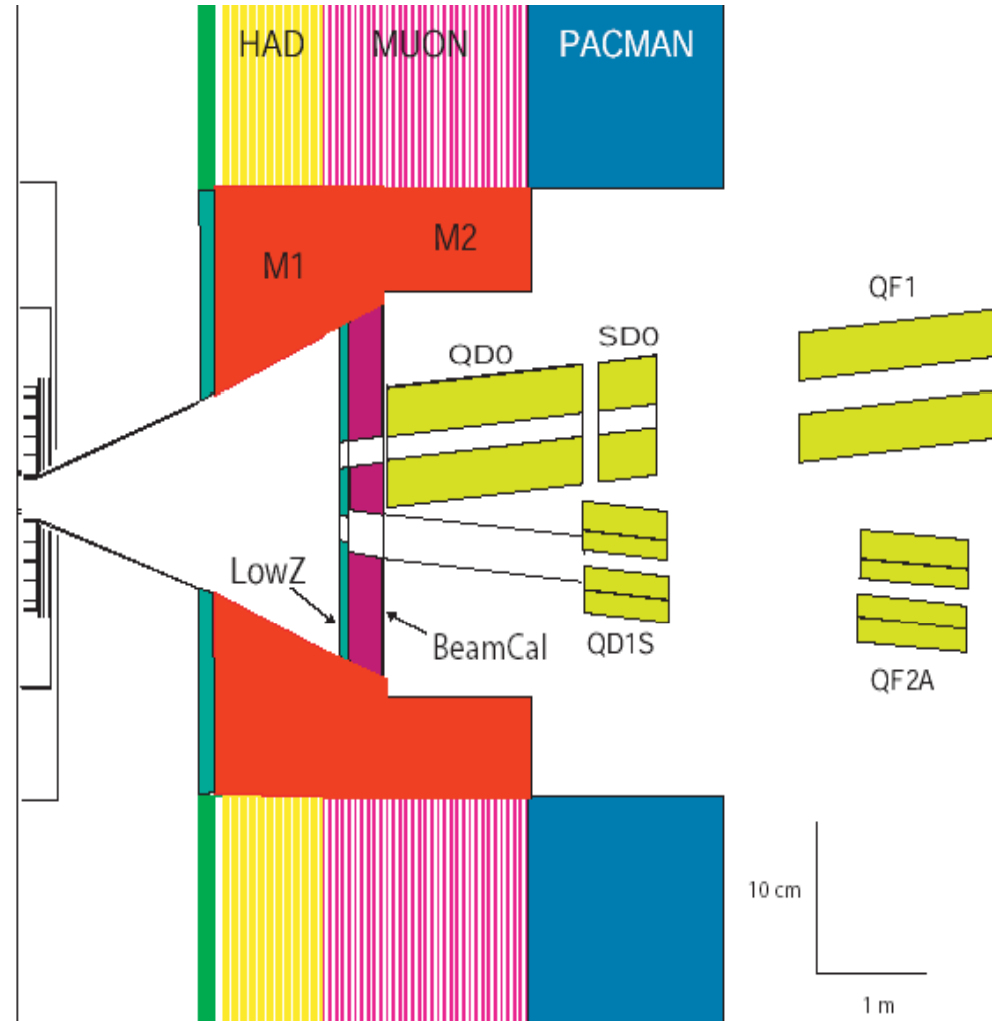 HAD
MUON
PACMAN
M1
M2
QF1
QD0
SD0
LowZ
BeamCal
QD1S
QF2A
10 cm
1 m